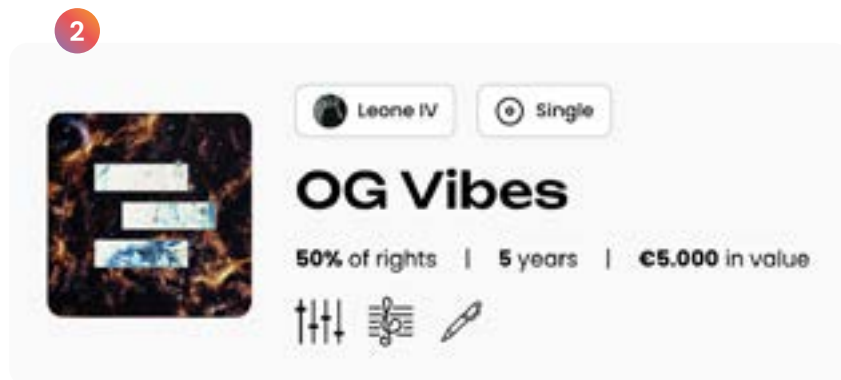 2
Leone IV Single
OG Vibes
50% of rights | 5 years | €5.000 in value